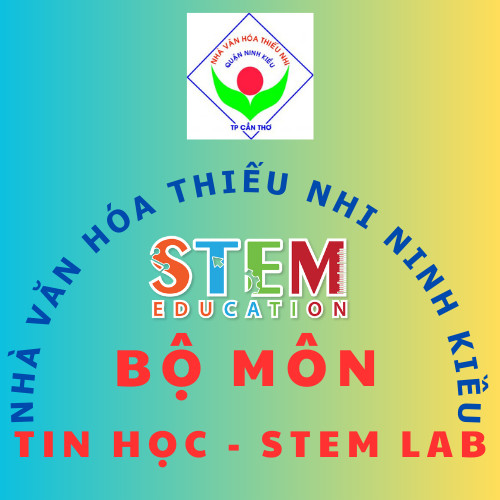 NHÀ VĂN HÓA THIẾU NHI
QUẬN NINH KIỀU
TP CẦN THƠ
NHÀ VĂN HÓA THIẾU NHI NINH KIỀU
STEM
EDUCATION
BỘ MÔN
TIN HỌC - STEM LAB